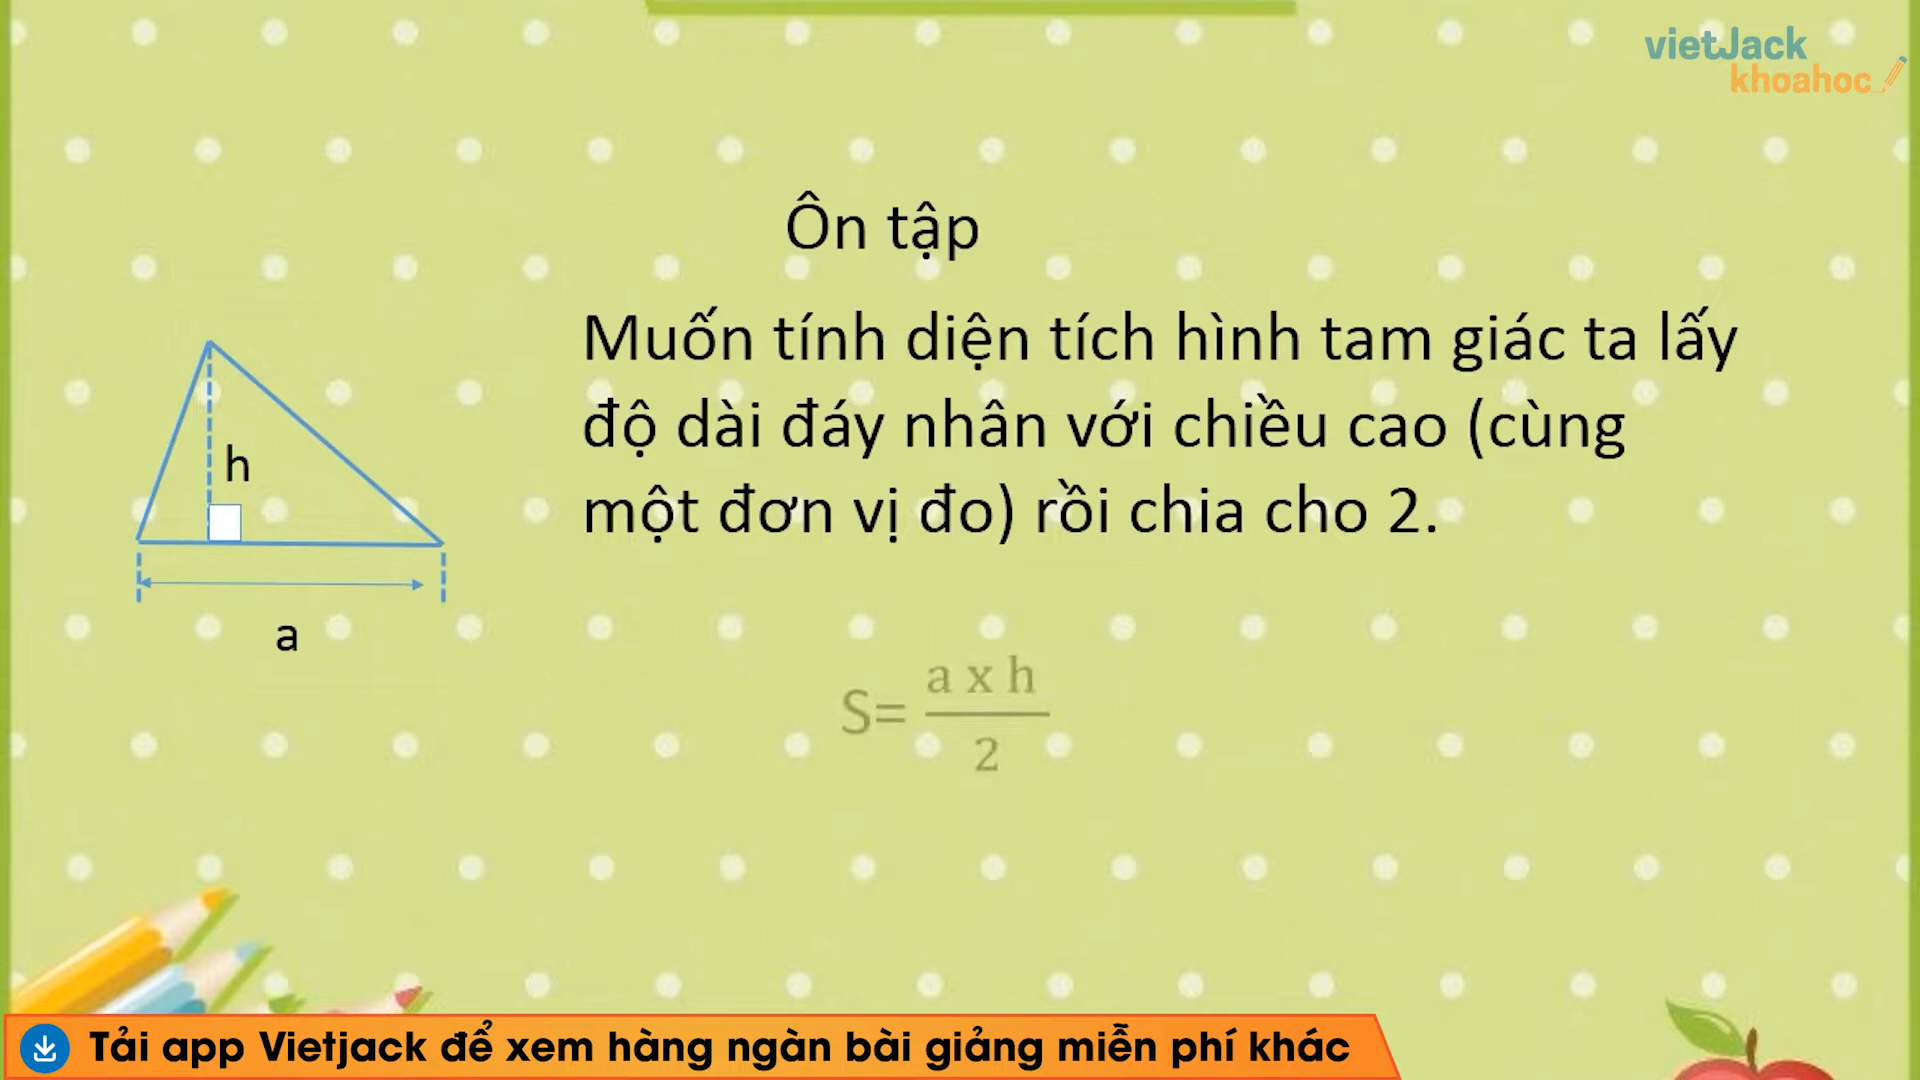 vietJack
khoahoc
Ôn tập
Muốn tính diện tích hình tam giác ta lấy
độ dài đáy nhân với chiều cao (cùng
một đơn vị đo) rồi chia cho 2.
h
a
S= a x h
2
Tải app Vietjack để xem hàng ngàn bài giảng miễn phí khác